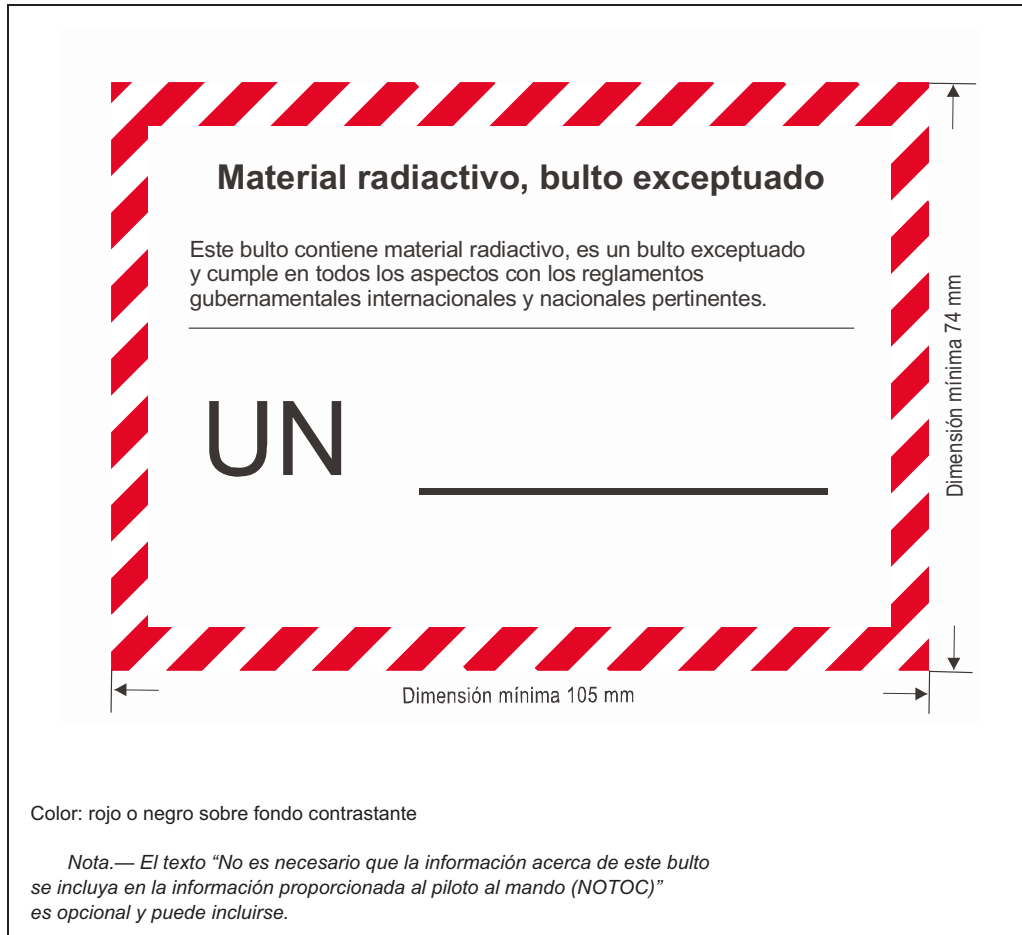 Material radiactivo, bulto exceptuado
Este bulto contiene material radiactivo, es un bulto exceptuado
y cumple en todos los aspectos con los reglamentos
gubernamentales internacionales y nacionales pertinentes.
UN
Dimensión mínima 74 mm
Dimensión mínima 105 mm
Color: rojo o negro sobre fondo contrastante
Nota.— El texto “No es necesario que la información acerca de este bulto
se incluya en la información proporcionada al piloto al mando (NOTOC)”
es opcional y puede incluirse.